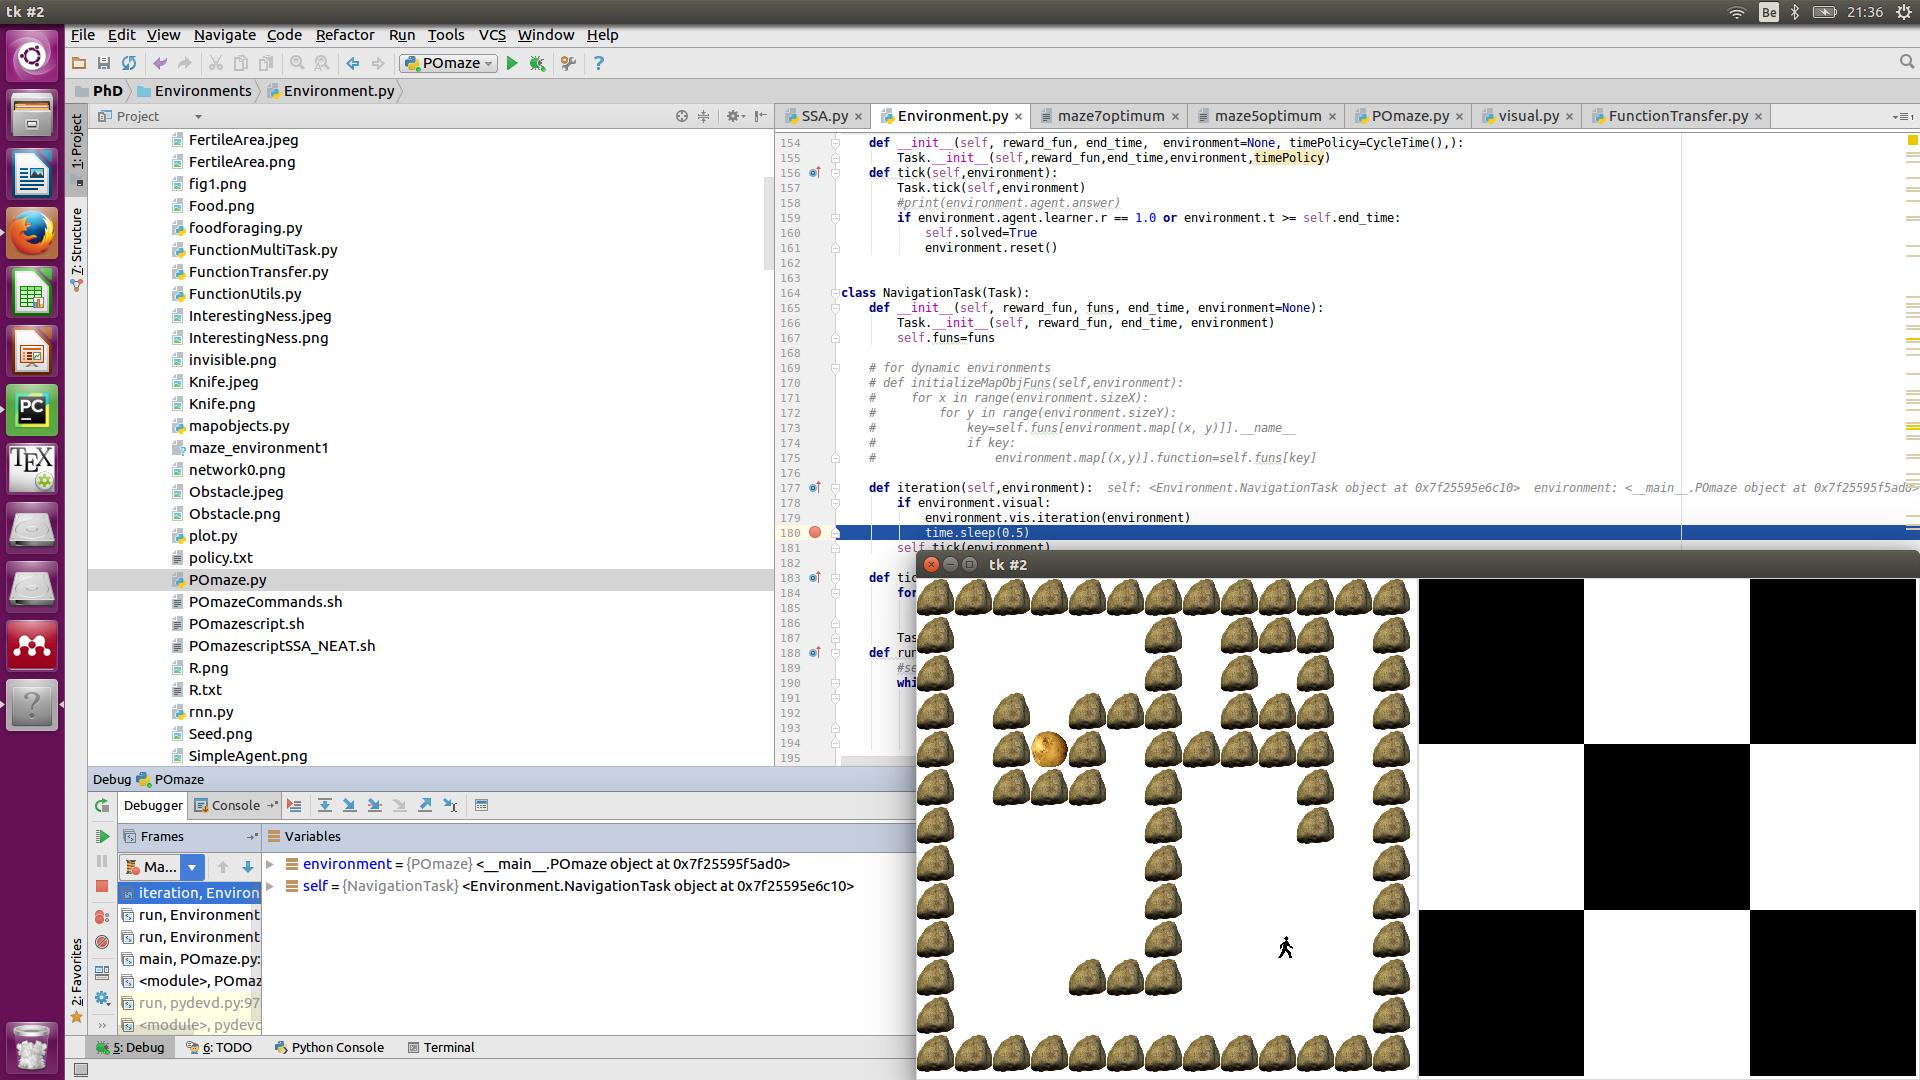 tk #2
Be
21:36
File Edit View Navigate Code Refactor Run Tools VCS Window Help
POmaze
PhD Environments Environment.py
Project
SSA.py
Environment.py
maze7optimum
maze5optimum
POmaze.py
visual.py
FunctionTransfer.py
1: Project
7: Structure
2: Favorites
FertileArea.jpeg
FertileArea.png
fig1.png
Food.png
foodforaging.py
FunctionMultiTask.py
FunctionTransfer.py
FunctionUtils.py
InterestingNess.jpeg
InterestingNess.png
invisible.png
Knife.jpeg
Knife.png
mapobjects.py
maze_environment1
network0.png
Obstacle.jpeg
Obstacle.png
plot.py
policy.txt
POmaze.py
POmazeCommands.sh
POmazescript.sh
POmazescriptSSA_NEAT.sh
R.png
R.txt
rnn.py
Seed.png
SimpleAgent.png
PC
TEX
154 def __init__(self, reward_fun, end_time,  environment=None, timePolicy=CycleTime(),):
155 Task.__init__(self,reward_fun,end_time,environment,timePolicy)
156 def tick(self,environment):
157 Task.tick(self,environment)
158 #print(environment.agent.answer)
159 if environment.agent.learner.r == 1.0 or environment.t >= self.end_time:
160 self.solved=True
161 environment.reset()
162
163
164 class NavigationTask(Task):
165 def __init__(self, reward_fun, funs, end_time, environment=None):
166 Task.__init__(self, reward_fun, end_time, environment)
167 self.funs=funs
168
169 # for dynamic environments
170 # def initializeMapObjFuns(self,environment):
171 #     for x in range(environment.sizeX):
172 #         for y in range(environment.sizeY):
173 #             key=self.funs[environment.map[(x, y)]].__name__
174 #             if key:
175 #                 environment.map[(x,y)].function=self.funs[key]
176
177 def iteration(self,environment):  self: <Environment.NavigationTask object at 0x7f25595e6c10>  environment: <__main__.POmaze object at 0x7f25595f5ad0>
178 if environment.visual:
179 environment.vis.iteration(environment)
180 time.sleep(0.5)
181 self.tick(environment)
182
183 def tic
184 for
185
186
187 Tas
188 def run
189 #se
190 whi
191
192
193
194
195
tk #2
Debug POmaze
Debugger Console
Frames
Variables
Ma...
environment = {POmaze} <__main__.POmaze object at 0x7f25595f5ad0>
self = {NavigationTask} <Environment.NavigationTask object at 0x7f25595e6c10>
iteration, Environ
run, Environment
run, Environment
main, POmaze.py:
<module>, POmaz
run, pydevd.py:97
<module>, pydevd
5: Debug 6: TODO Python Console Terminal